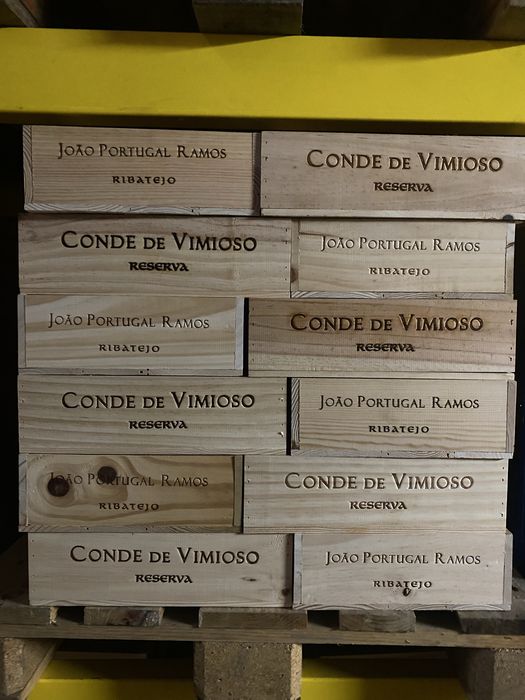 João Portugal Ramos
Ribatejo
Conde de Vimioso
Reserva
Conde de Vimioso
Reserva
João Portugal Ramos
Ribatejo
João Portugal Ramos
Ribatejo
Conde de Vimioso
Reserva
Conde de Vimioso
Reserva
João Portugal Ramos
Ribatejo
João Portugal Ramos
Ribatejo
Conde de Vimioso
Reserva
Conde de Vimioso
Reserva
João Portugal Ramos
Ribatejo